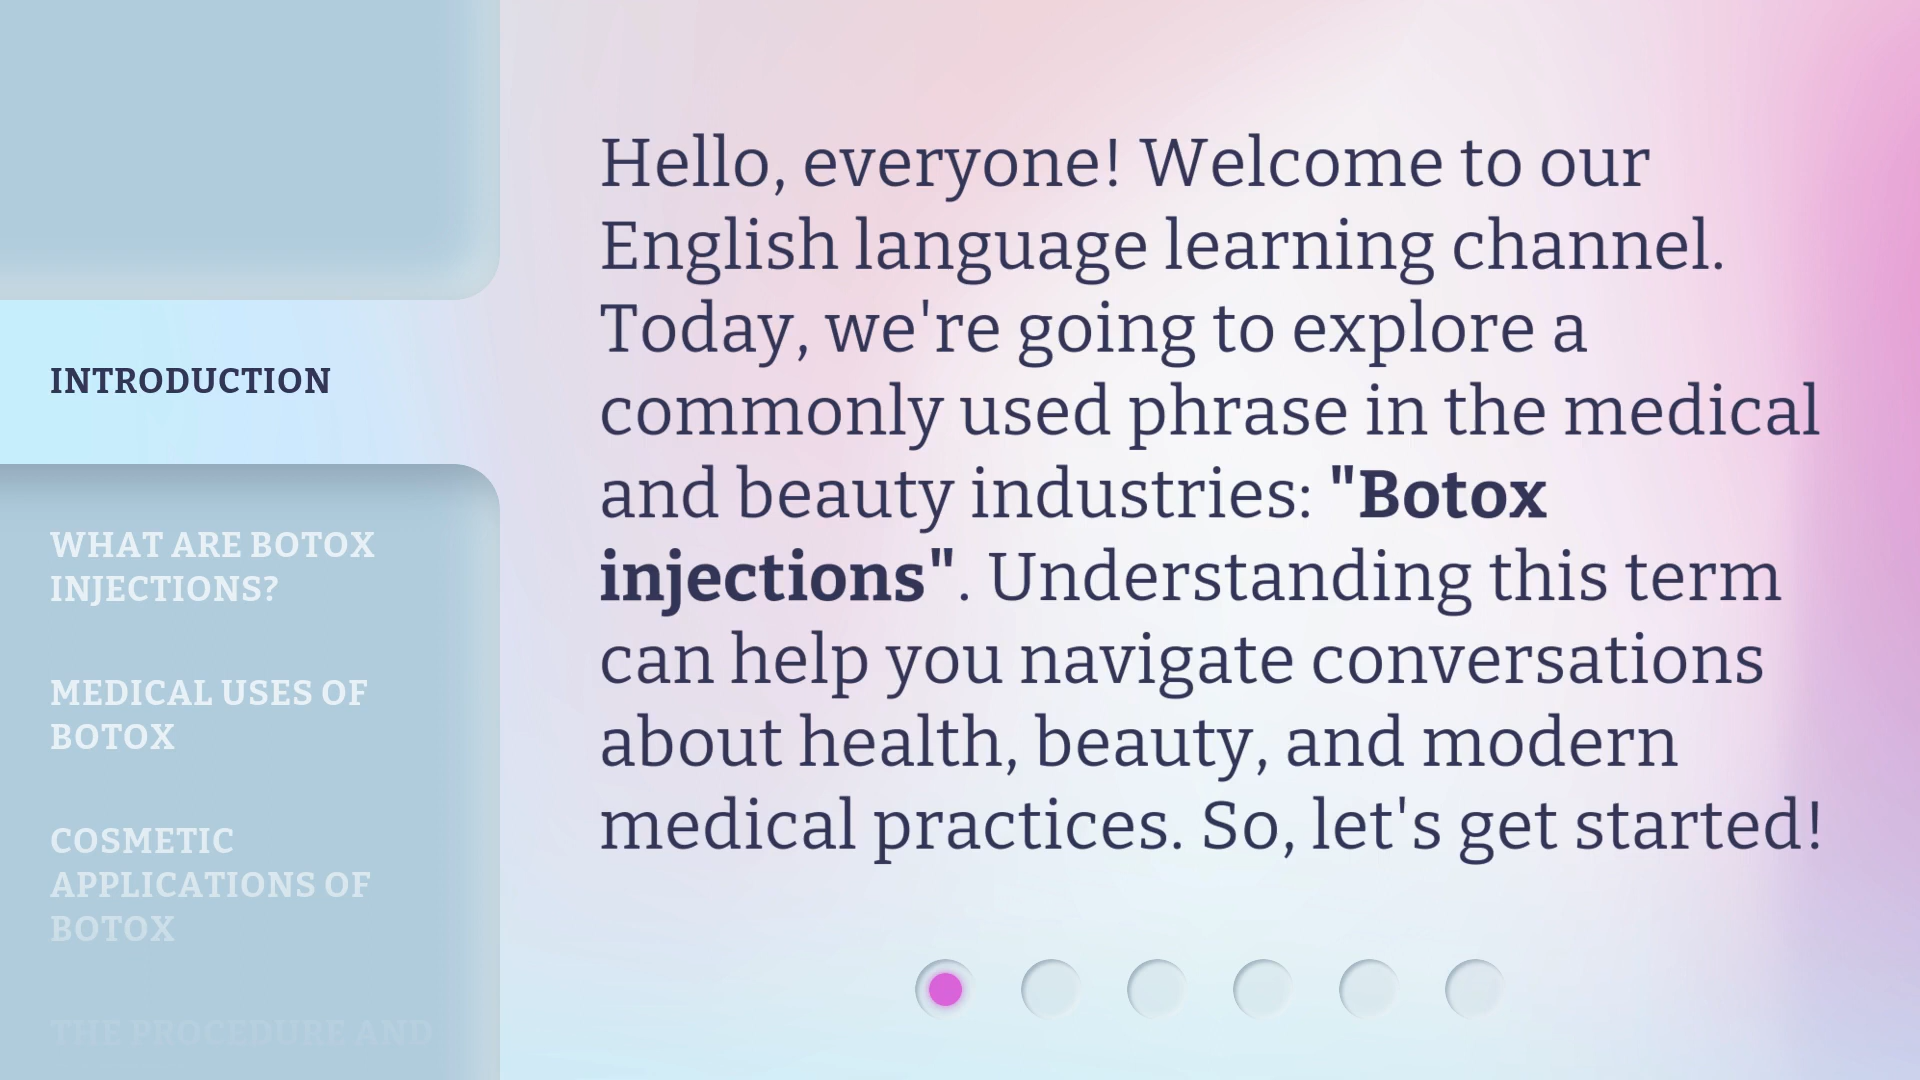 INTRODUCTION
WHAT ARE BOTOX
INJECTIONS?
MEDICAL USES OF
BOTOX
COSMETIC
APPLICATIONS OF
BOTOX
THE PROCEDURE AND
Hello, everyone! Welcome to our
English language learning channel.
Today, we're going to explore a
commonly used phrase in the medical
and beauty industries: "Botox
injections". Understanding this term
can help you navigate conversations
about health, beauty, and modern
medical practices. So, let's get started!